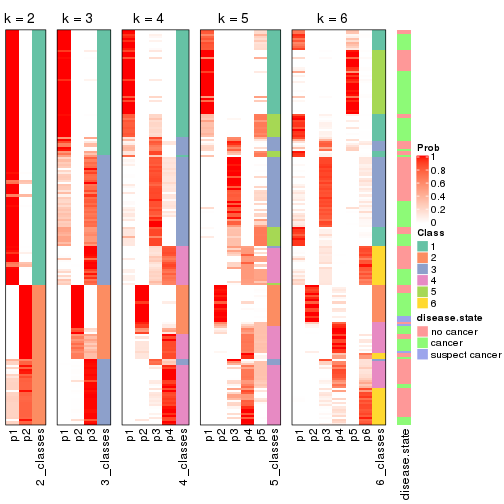 k = 2
k = 3
k = 4
k = 5
k = 6
Prob
1
0.8
0.6
0.4
0.2
0
Class
1
2
3
4
5
6
disease.state
no cancer
cancer
suspect cancer
p1
p2
2_classes
p1
p2
p3
3_classes
p1
p2
p3
p4
4_classes
p1
p2
p3
p4
p5
5_classes
p1
p2
p3
p4
p5
p6
6_classes
disease.state